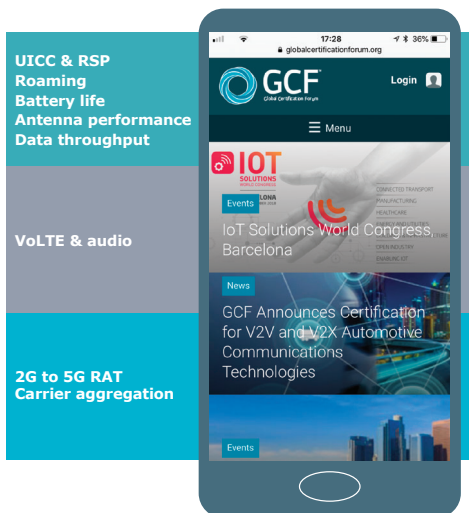 UICC & RSP
Roaming
Battery life
Antenna performance
Data throughput
VoLTE & audio
2G to 5G RAT
Carrier aggregation
17:28
36%
globalcertificationforum.org
GCF
Global Certification Forum
Login
Menu
IOT
SOLUTIONS
WORLD CONGRESS
CONNECTED TRANSPORT
MANUFACTURING
HEALTHCARE
ENERGY AND UTILITIES
OPEN INDUSTRY
ENABLING IOT
Events
IoT Solutions World Congress,
Barcelona
News
GCF Announces Certification
for V2V and V2X Automotive
Communications
Technologies
Events